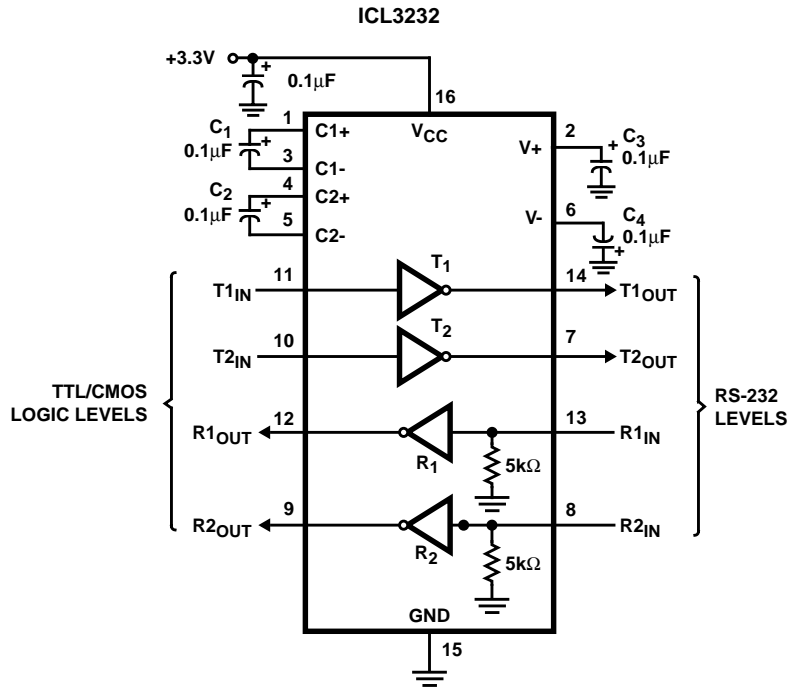 ICL3232
+3.3V
+
0.1μF
16
1
C1+
VCC
2
C1
+
V+
+
C3
0.1μF
3
0.1μF
C1-
4
C2
C2+
+
6
0.1μF
5
V-
C4
C2-
0.1μF
+
T1
T1IN
11
14
T1OUT
T2
T2IN
10
7
T2OUT
TTL/CMOS
LOGIC LEVELS
RS-232
LEVELS
R1OUT
12
13
R1IN
R1
5kΩ
R2OUT
9
8
R2IN
R2
5kΩ
GND
15